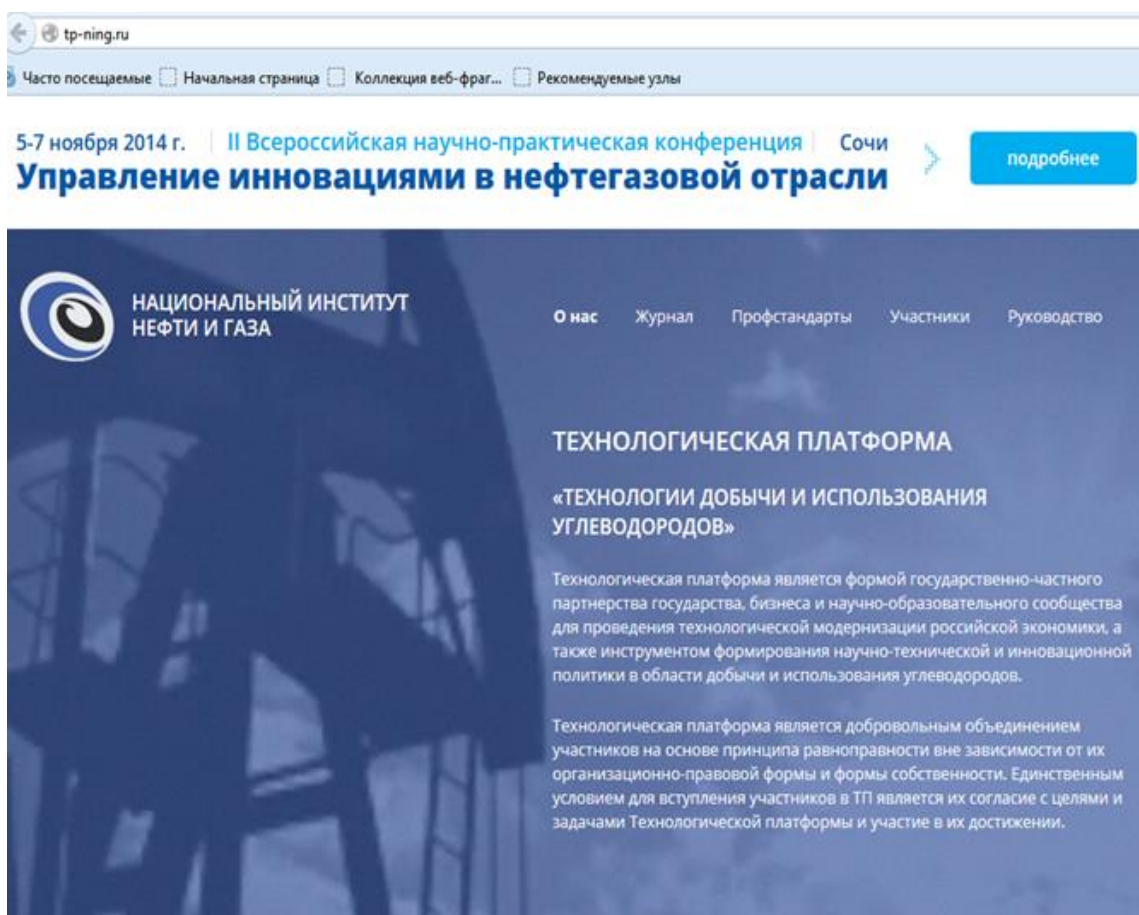 tp-ning.ru
Часто посещаемые Начальная страница Коллекция веб-фраг... Рекомендуемые узлы
5-7 ноября 2014 г. II Всероссийская научно-практическая конференция Сочи
Управление инновациями в нефтегазовой отрасли
подробнее
НАЦИОНАЛЬНЫЙ ИНСТИТУТ
НЕФТИ И ГАЗА
О нас Журнал Профстандарты Участники Руководство
ТЕХНОЛОГИЧЕСКАЯ ПЛАТФОРМА
«ТЕХНОЛОГИИ ДОБЫЧИ И ИСПОЛЬЗОВАНИЯ
УГЛЕВОДОРОДОВ»
Технологическая платформа является формой государственно-частного
партнерства государства, бизнеса и научно-образовательного сообщества
для проведения технологической модернизации российской экономики, а
также инструментом формирования научно-технической и инновационной
политики в области добычи и использования углеводородов.
Технологическая платформа является добровольным объединением
участников на основе принципа равноправности вне зависимости от их
организационно-правовой формы и формы собственности. Единственным
условием для вступления участников в ТП является их согласие с целями и
задачами Технологической платформы и участие в их достижении.